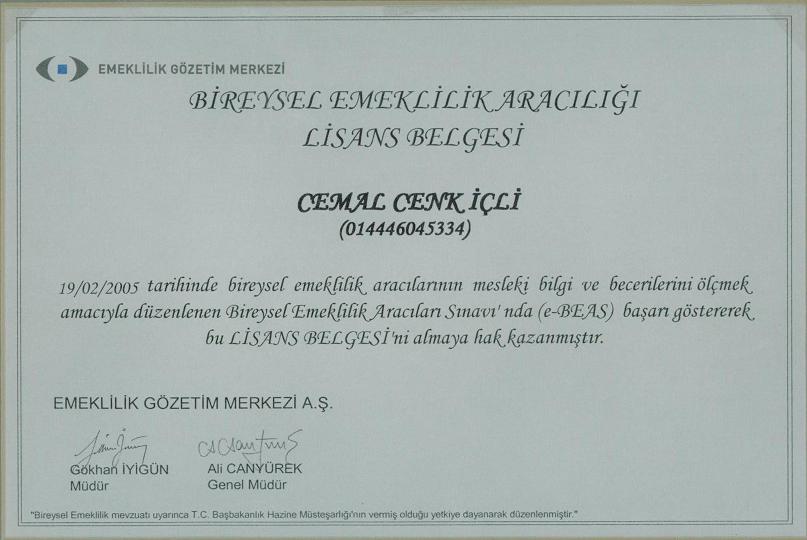 EMEKLİLİK GÖZETİM MERKEZİ
BİREYSEL EMEKLİLİK ARACILIĞI
LİSANS BELGESİ
CEMAL CENK İÇLİ
(014446045334)
19/02/2005 tarihinde bireysel emeklilik aracılarının mesleki bilgi ve becerilerini ölçmek
amacıyla düzenlenen Bireysel Emeklilik Aracıları Sınavı' nda (e-BEAS) başarı göstererek
bu LİSANS BELGESİ'ni almaya hak kazanmıştır.
EMEKLİLİK GÖZETİM MERKEZİ A.Ş.
Gökhan İYİGÜN
Müdür
Ali CANYÜREK
Genel Müdür
"Bireysel Emeklilik mevzuatı uyarınca T.C. Başbakanlık Hazine Müsteşarlığı'nın vermiş olduğu yetkiye dayanarak düzenlenmiştir."